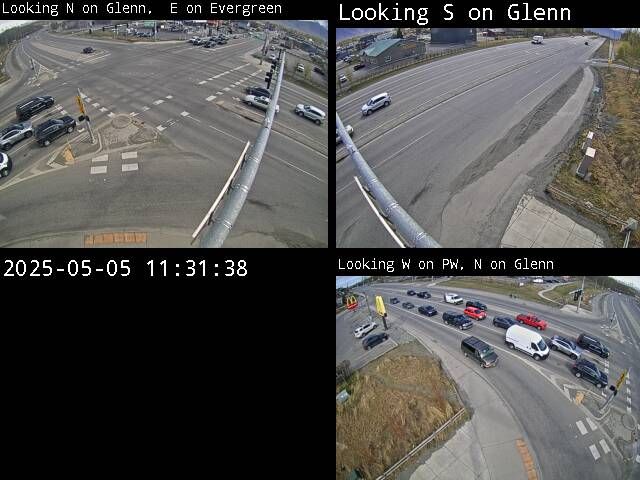 Looking N on Glenn,  E on Evergreen
Looking S on Glenn
2025-05-05 11:31:38
Looking W on PW, N on Glenn